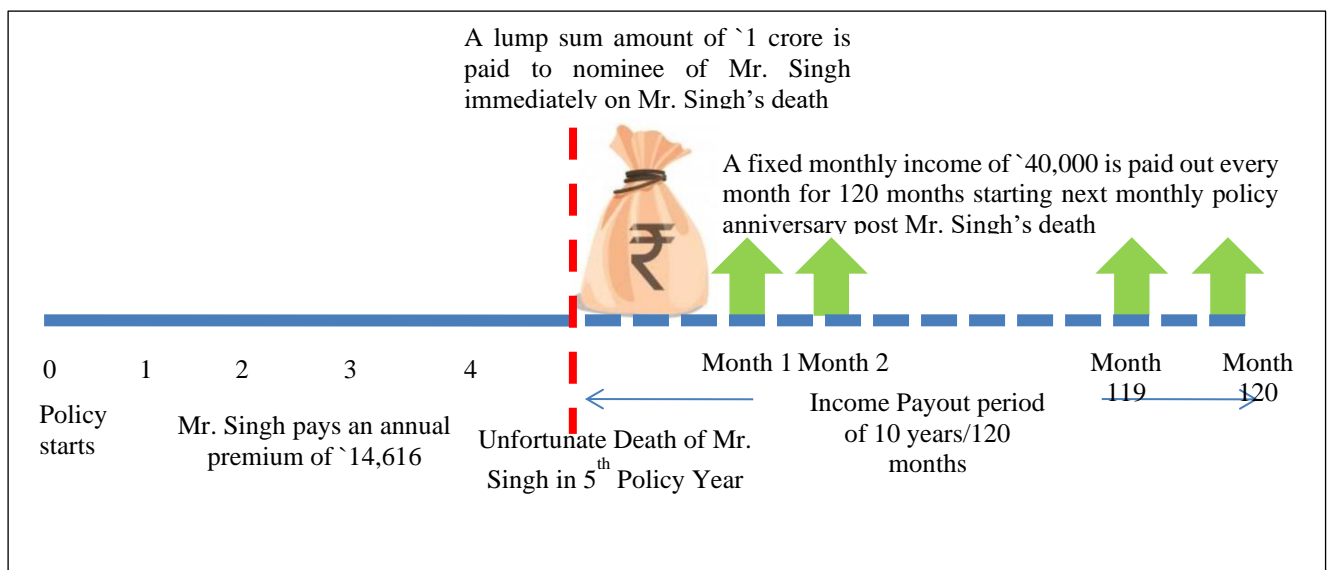 A lump sum amount of `1 crore is
paid to nominee of Mr. Singh
immediately on Mr. Singh's death
A fixed monthly income of `40,000 is paid out every
month for 120 months starting next monthly policy
anniversary post Mr. Singh's death
₹
0 1 2 3 4
Month 1 Month 2
Month
119
Month
120
Policy
starts
Mr. Singh pays an annual
premium of `14,616
Unfortunate Death of Mr.
Singh in 5th Policy Year
Income Payout period
of 10 years/120
months